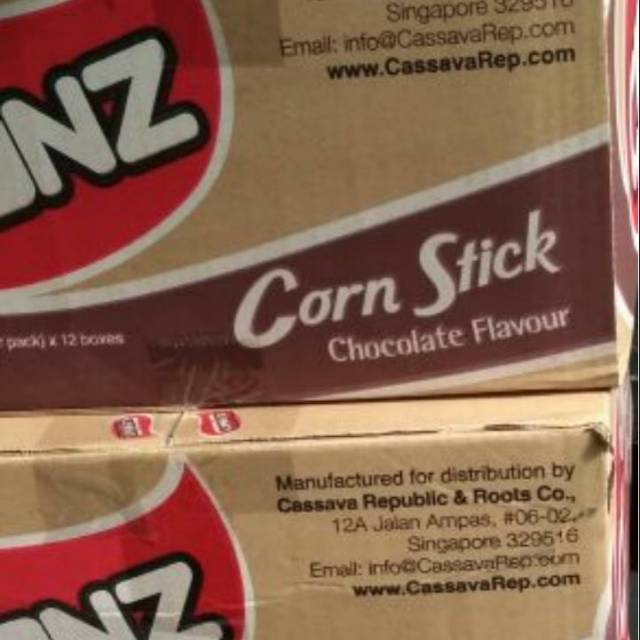 Singapore 329516
Email: info@CassavaRep.com
www.CassavaRep.com
NZ
Corn Stick
Chocolate Flavour
pack) x 12 boxes
Manufactured for distribution by
Cassava Republic & Roots Co.,
12A Jalan Ampas, #06-02,
Singapore 329516
Email: info@CassavaRep.com
www.CassavaRep.com
NZ